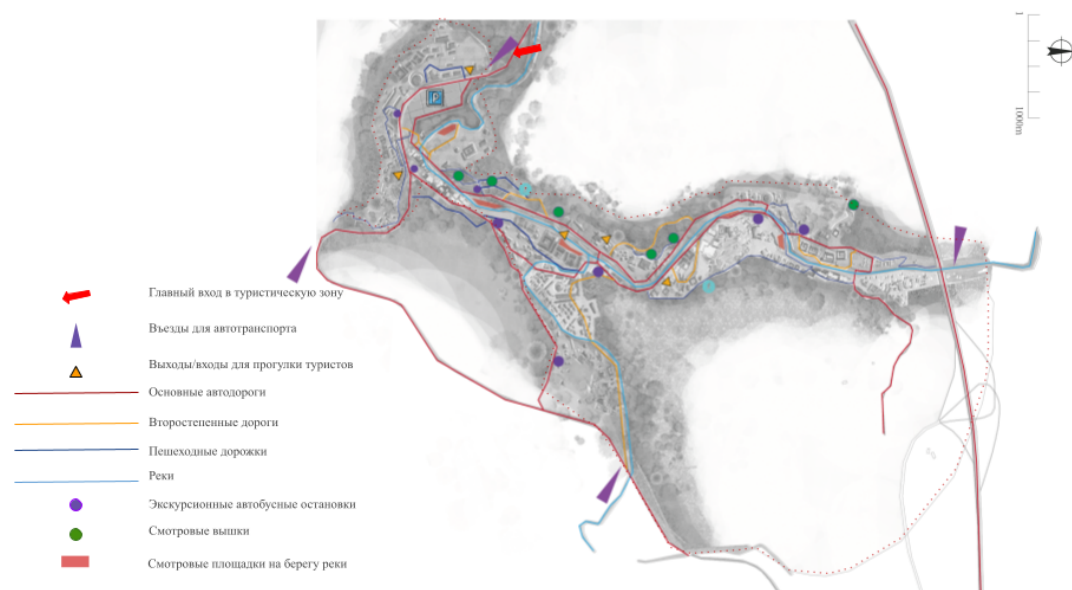 1
1000m
P
Главный вход в туристическую зону
Въезды для автотранспорта
Выходы/входы для прогулки туристов
Основные автодороги
Второстепенные дороги
Пешеходные дорожки
Реки
Экскурсионные автобусные остановки
Смотровые вышки
Смотровые площадки на берегу реки